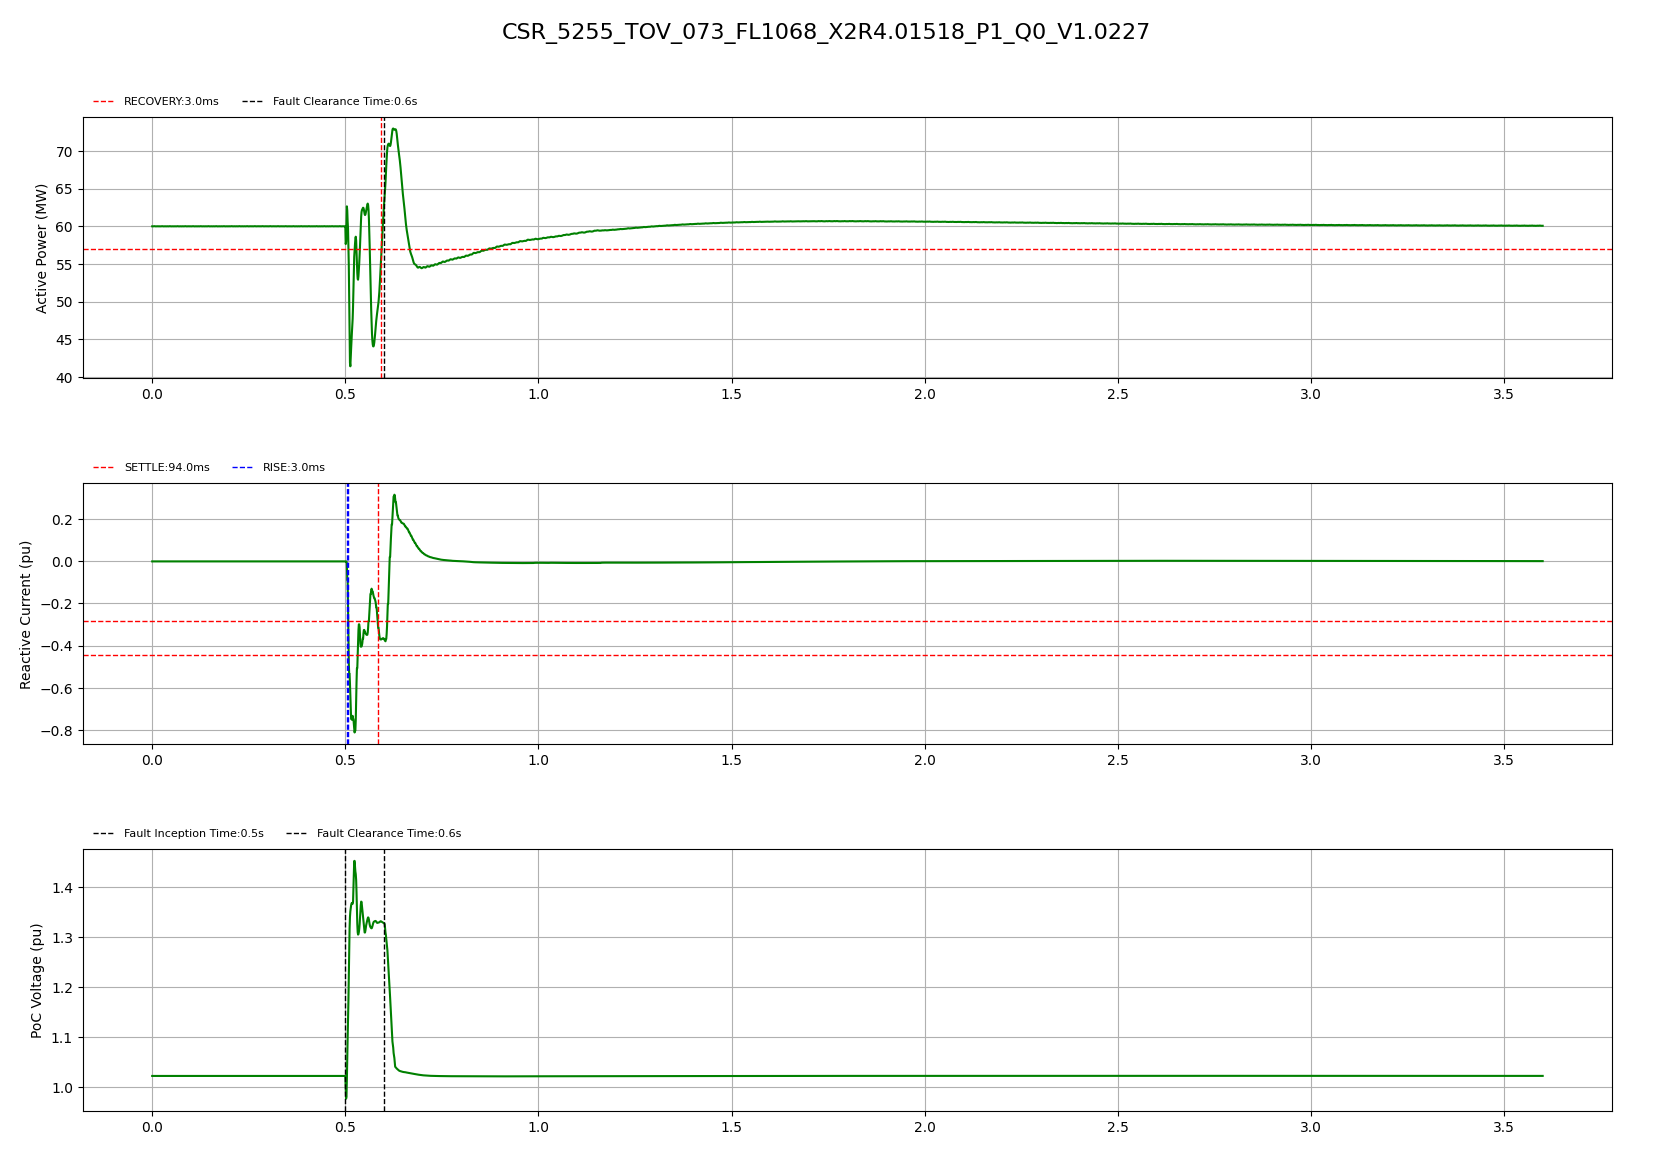 CSR_5255_TOV_073_FL1068_X2R4.01518_P1_Q0_V1.0227
RECOVERY:3.0ms Fault Clearance Time:0.6s
Active Power (MW)
70
65
60
55
50
45
40
0.0 0.5 1.0 1.5 2.0 2.5 3.0 3.5
SETTLE:94.0ms RISE:3.0ms
Reactive Current (pu)
0.2
0.0
−0.2
−0.4
−0.6
−0.8
0.0 0.5 1.0 1.5 2.0 2.5 3.0 3.5
Fault Inception Time:0.5s Fault Clearance Time:0.6s
PoC Voltage (pu)
1.4
1.3
1.2
1.1
1.0
0.0 0.5 1.0 1.5 2.0 2.5 3.0 3.5